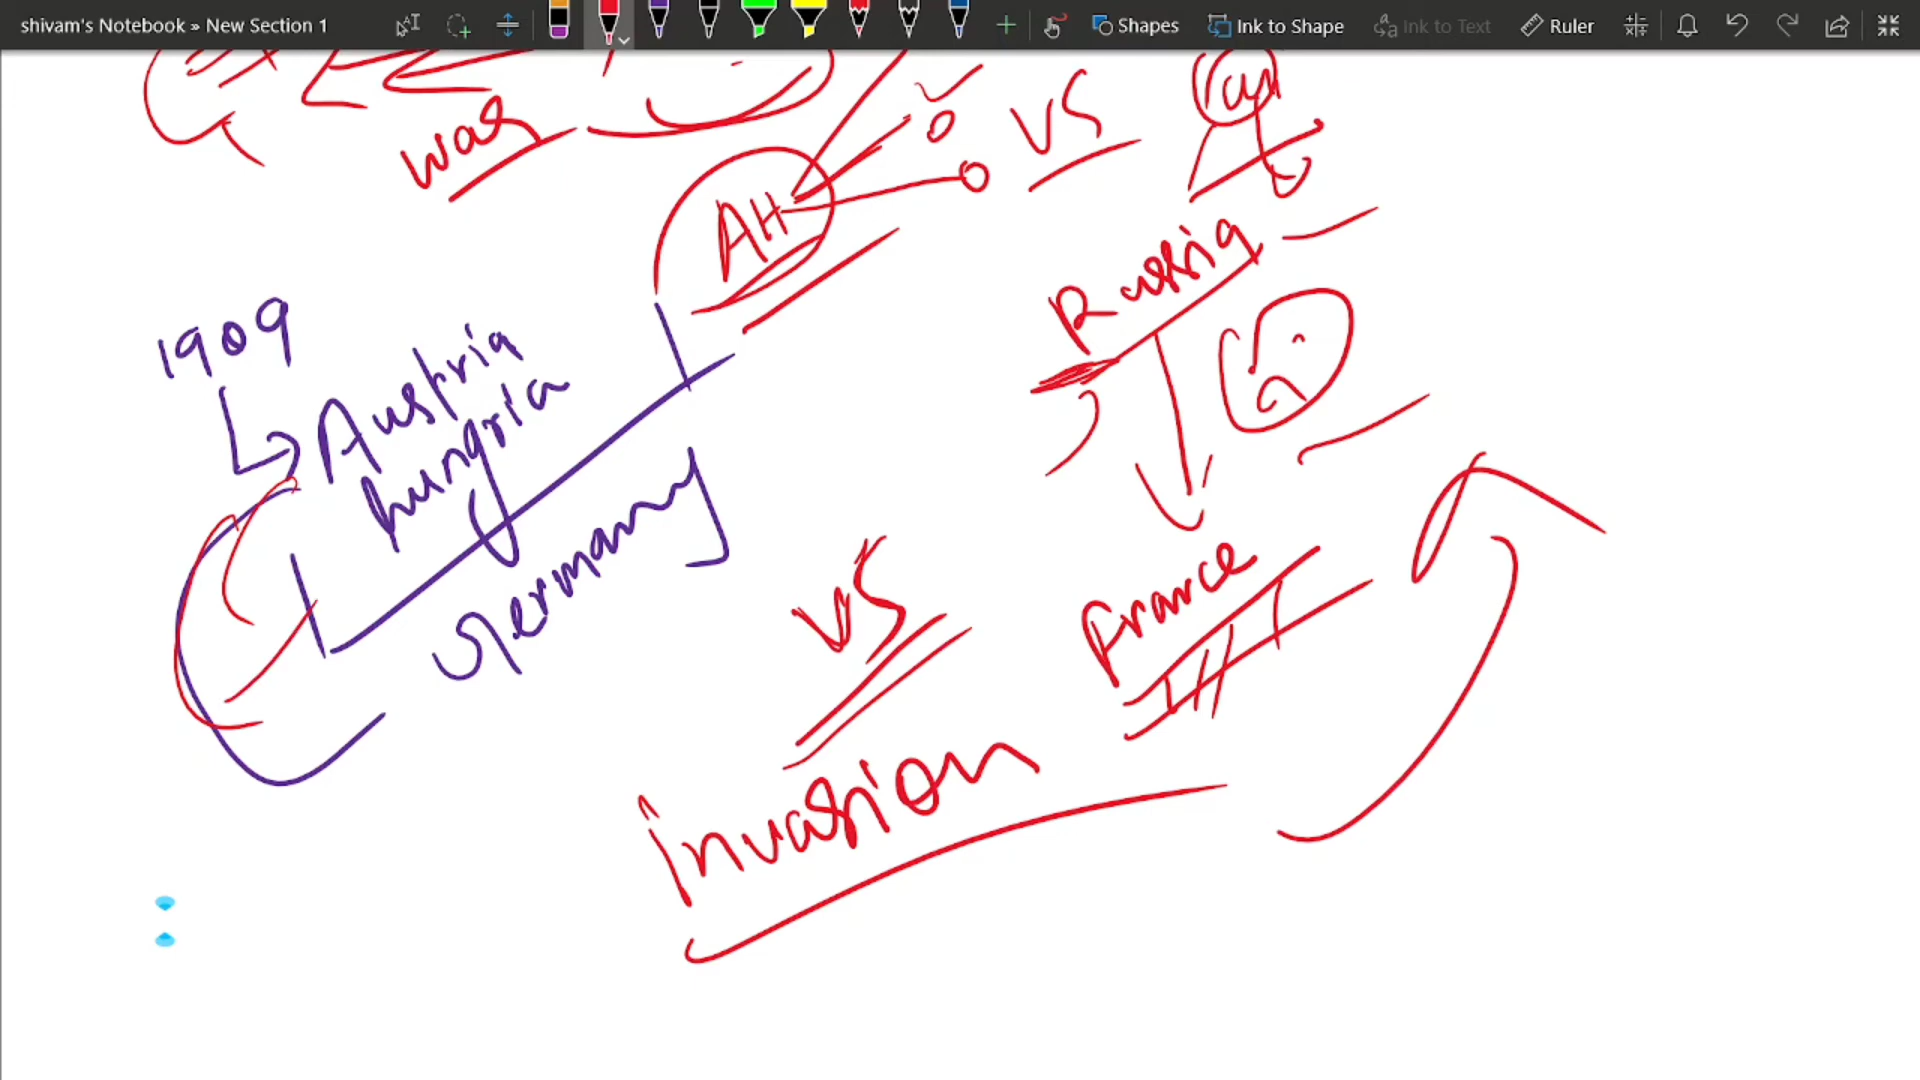 shivam's Notebook » New Section 1
Shapes
Ink to Shape
Ink to Text
Ruler
was
VS
AH
Russia
1909
Austria
hungria
Germany
VS
France
invasion